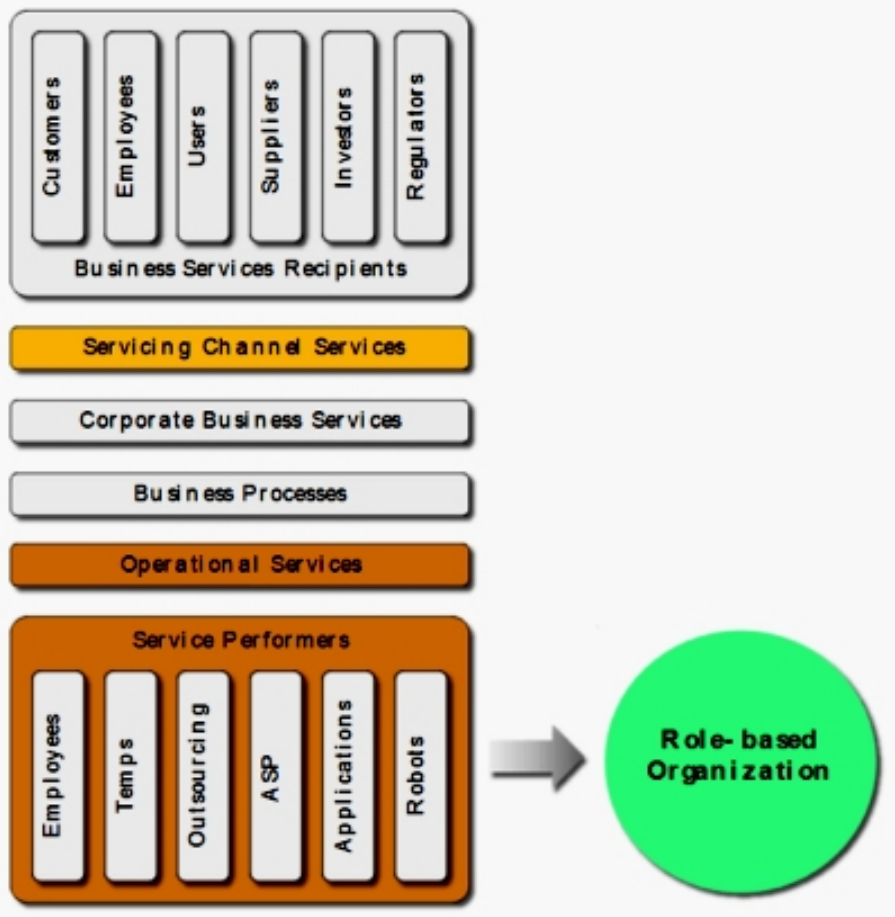 Customers
Employees
Users
Suppliers
Investors
Regulators
Business Services Recipients
Servicing Channel Services
Corporate Business Services
Business Processes
Operational Services
Service Performers
Employees
Temps
Outsourcing
ASP
Applications
Robots
Role-based
Organization